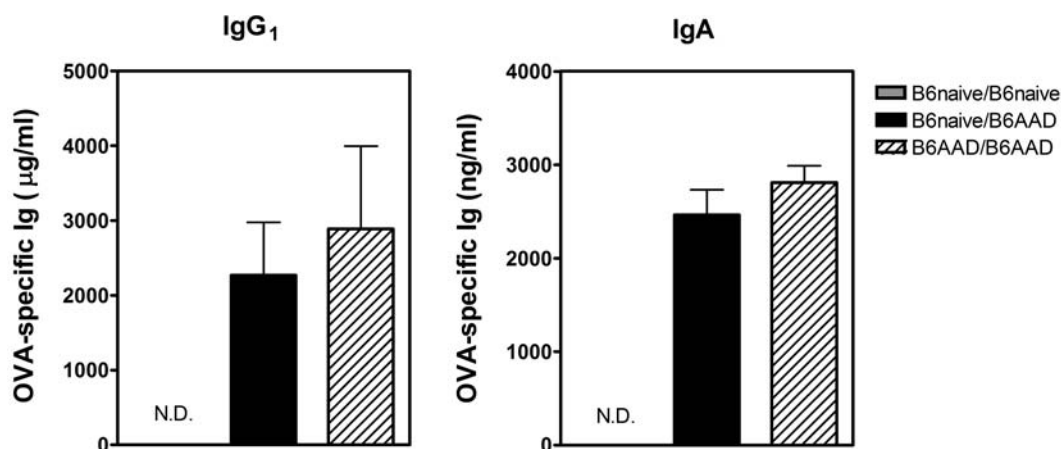 IgG1
OVA-specific Ig ( μg/ml)
5000
4000
3000
2000
1000
0
N.D.
IgA
OVA-specific Ig (ng/ml)
4000
3000
2000
1000
0
N.D.
B6naive/B6naive
B6naive/B6AAD
B6AAD/B6AAD